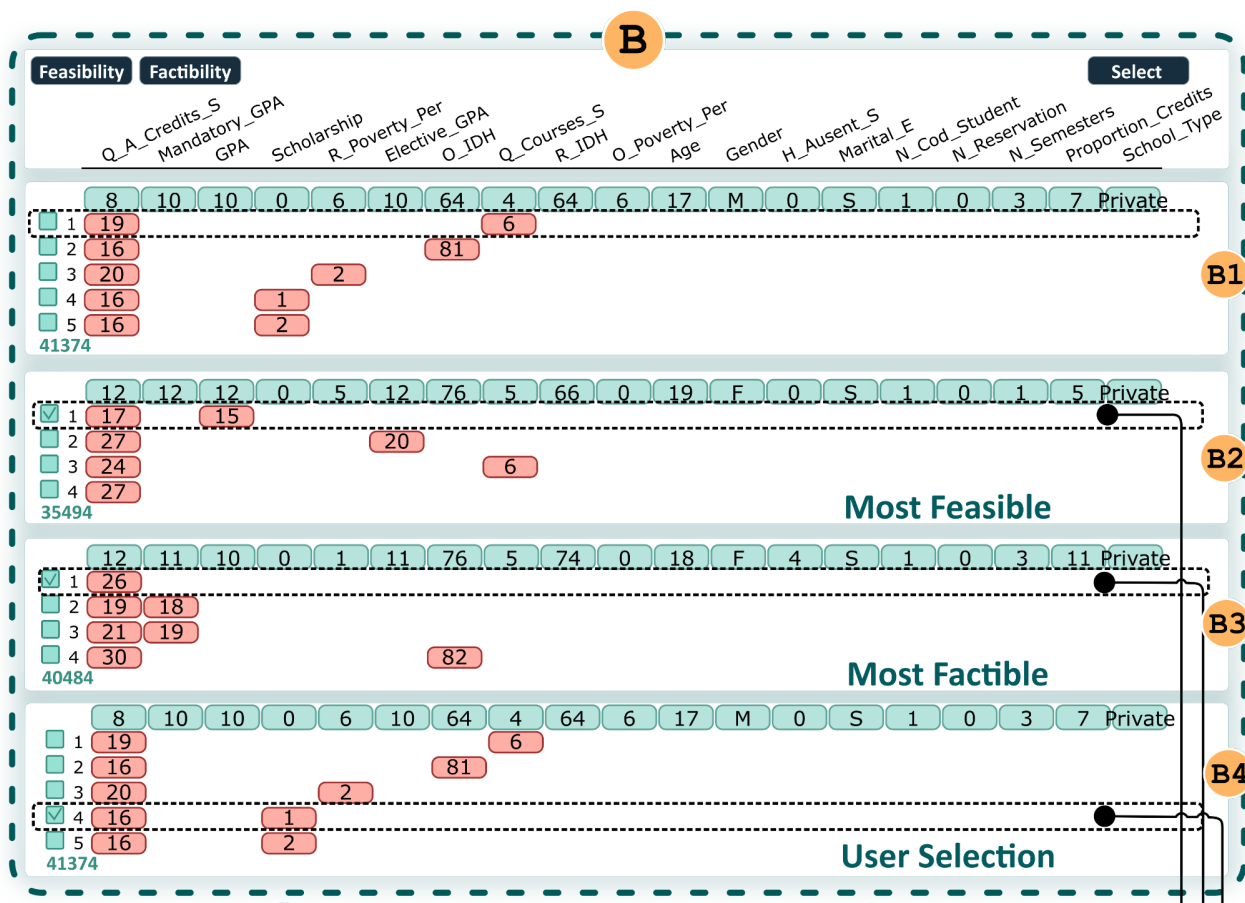 B
Feasibility Factibility Select
Q_A_Credits_S Mandatory_GPA GPA Scholarship R_Poverty_Per Elective_GPA O_IDH Q_Courses_S R_IDH O_Poverty_Per Age Gender H_Ausent_S Marital_E N_Cod_Student N_Reservation N_Semesters Proportion_Credits School_Type
8 10 10 0 6 10 64 4 64 6 17 M 0 S 1 0 3 7 Private
1 19 6
2 16 81
3 20 2
4 16 1
5 16 2
41374
B1
12 12 12 0 5 12 76 5 66 0 19 F 0 S 1 0 1 5 Private
1 17 15
2 27 20
3 24 6
4 27
35494
Most Feasible
B2
12 11 10 0 1 11 76 5 74 0 18 F 4 S 1 0 3 11 Private
1 26
2 19 18
3 21 19
4 30 82
40484
Most Factible
B3
8 10 10 0 6 10 64 4 64 6 17 M 0 S 1 0 3 7 Private
1 19 6
2 16 81
3 20 2
4 16 1
5 16 2
41374
User Selection
B4